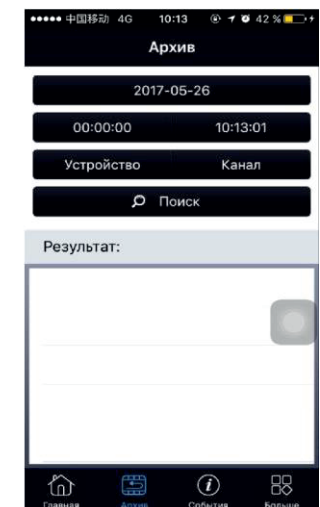 中国移动 4G 10:13 42 %
Архив
2017-05-26
00:00:00 10:13:01
Устройство Канал
Поиск
Результат:
Главная Архив События Больше